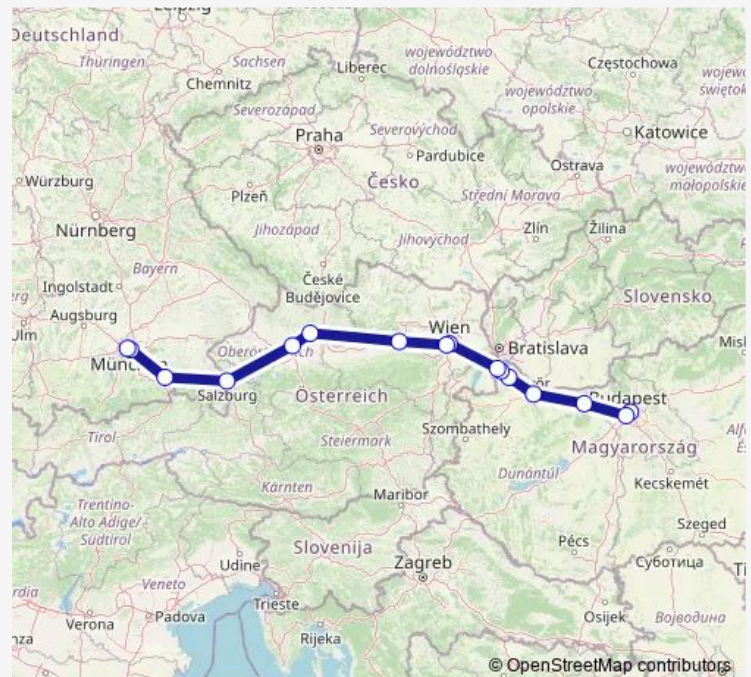 Leipzig
Deutschland
Thüringen
Sachsen
Chemnitz
Liberec
województwo
dolnośląskie
Częstochowa
województwo
opolskie
Katowice
Severozápad
Praha
Severovýchod
Pardubice
Ostrava
województwo
małopolskie
Würzburg
Plzeň
Česko
Střední Morava
Nürnberg
Jihozápad
Jihovýchod
Zlín
Žilina
Bayern
Ingolstadt
České
Budějovice
Slovensko
Augsburg
Ulm
Wien
Bratislava
Salzburg
Österreich
Budapest
Tirol
Steiermark
Szombathely
Magyarország
Kärnten
Maribor
Dunántúl
Kecskemét
Trentino-
Alto Adige/
Südtirol
Slovenija
Pécs
Szeged
Udine
Zagreb
Суботица
Veneto
Trieste
Verona
Padova
Rijeka
Osijek
Војводина
© OpenStreetMap contributors